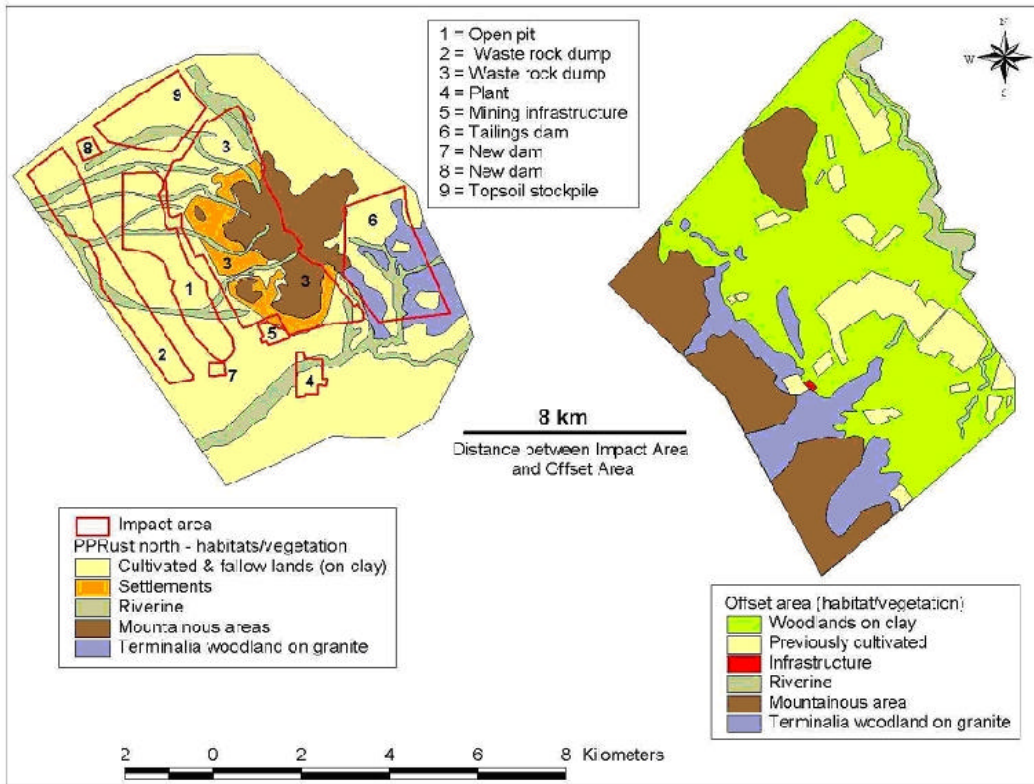 1 = Open pit
2 = Waste rock dump
3 = Waste rock dump
4 = Plant
5 = Mining infrastructure
6 = Tailings dam
7 = New dam
8 = New dam
9 = Topsoil stockpile
N
W
E
S
9
8
3
6
3
1
3
5
2
7
4
8 km
Distance between Impact Area
and Offset Area
Impact area
PPRust north - habitats/vegetation
Cultivated & fallow lands (on clay)
Settlements
Riverine
Mountainous areas
Terminalia woodland on granite
Offset area (habitat/vegetation)
Woodlands on clay
Previously cultivated
Infrastructure
Riverine
Mountainous area
Terminalia woodland on granite
2 0 2 4 6 8 Kilometers